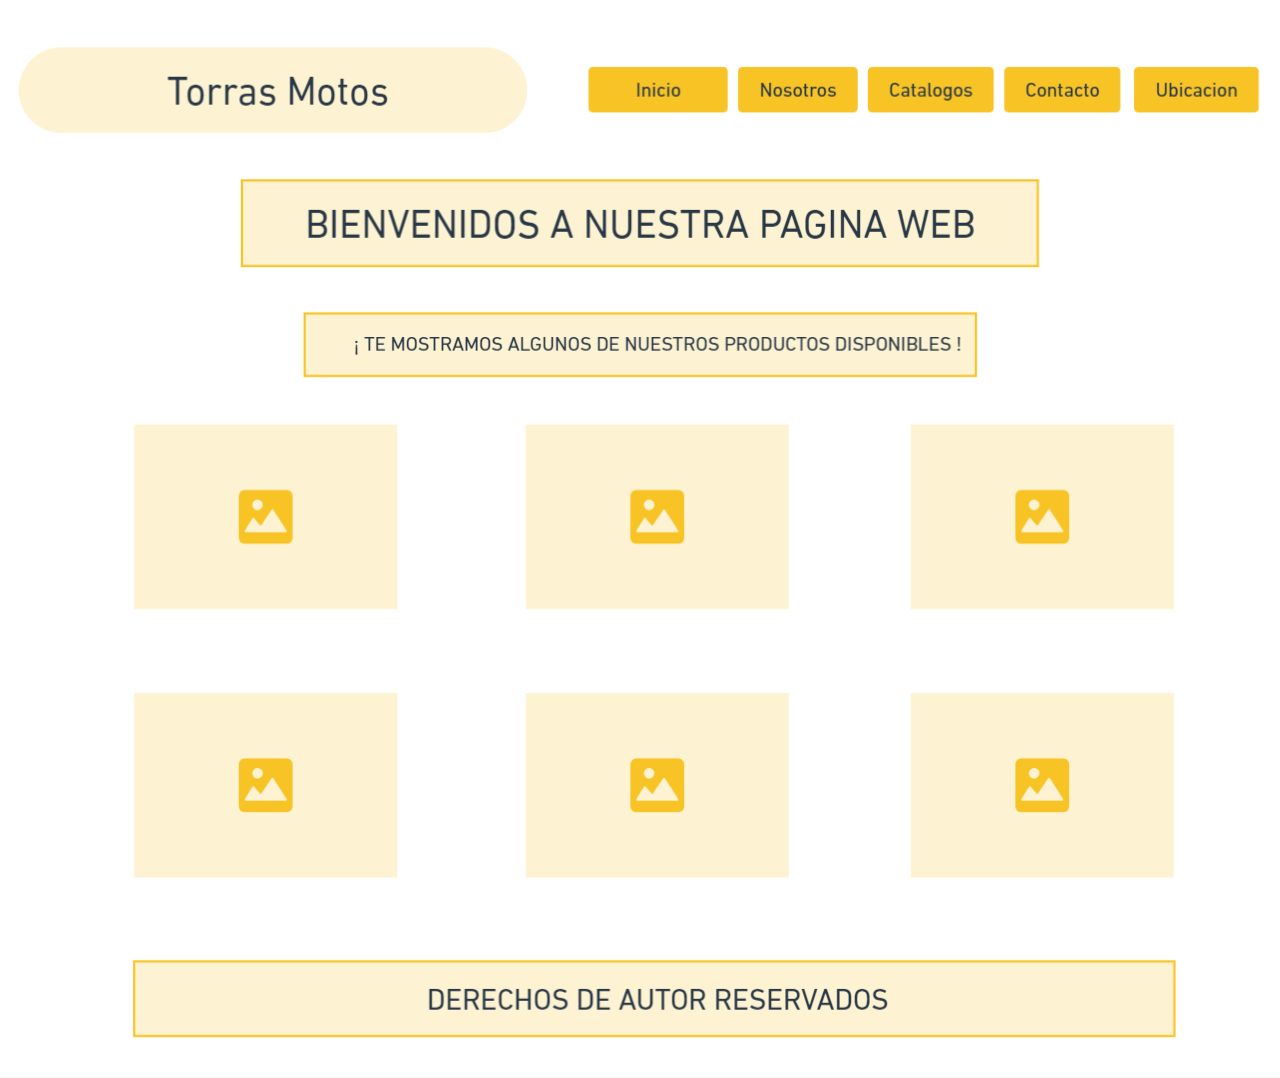 Torras Motos
Inicio
Nosotros
Catalogos
Contacto
Ubicacion
BIENVENIDOS A NUESTRA PAGINA WEB
¡ TE MOSTRAMOS ALGUNOS DE NUESTROS PRODUCTOS DISPONIBLES !
DERECHOS DE AUTOR RESERVADOS